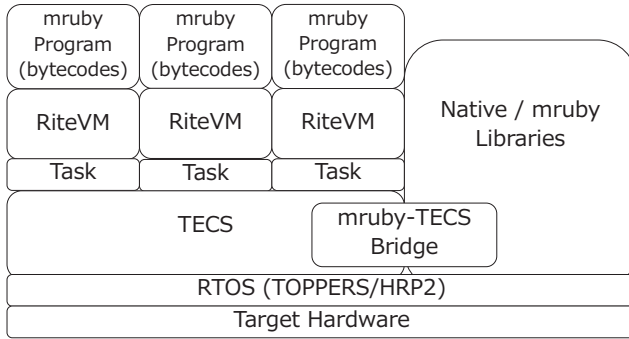 mruby
Program
(bytecodes)
mruby
Program
(bytecodes)
mruby
Program
(bytecodes)
RiteVM
RiteVM
RiteVM
Native / mruby
Libraries
Task
Task
Task
TECS
mruby-TECS
Bridge
RTOS (TOPPERS/HRP2)
Target Hardware